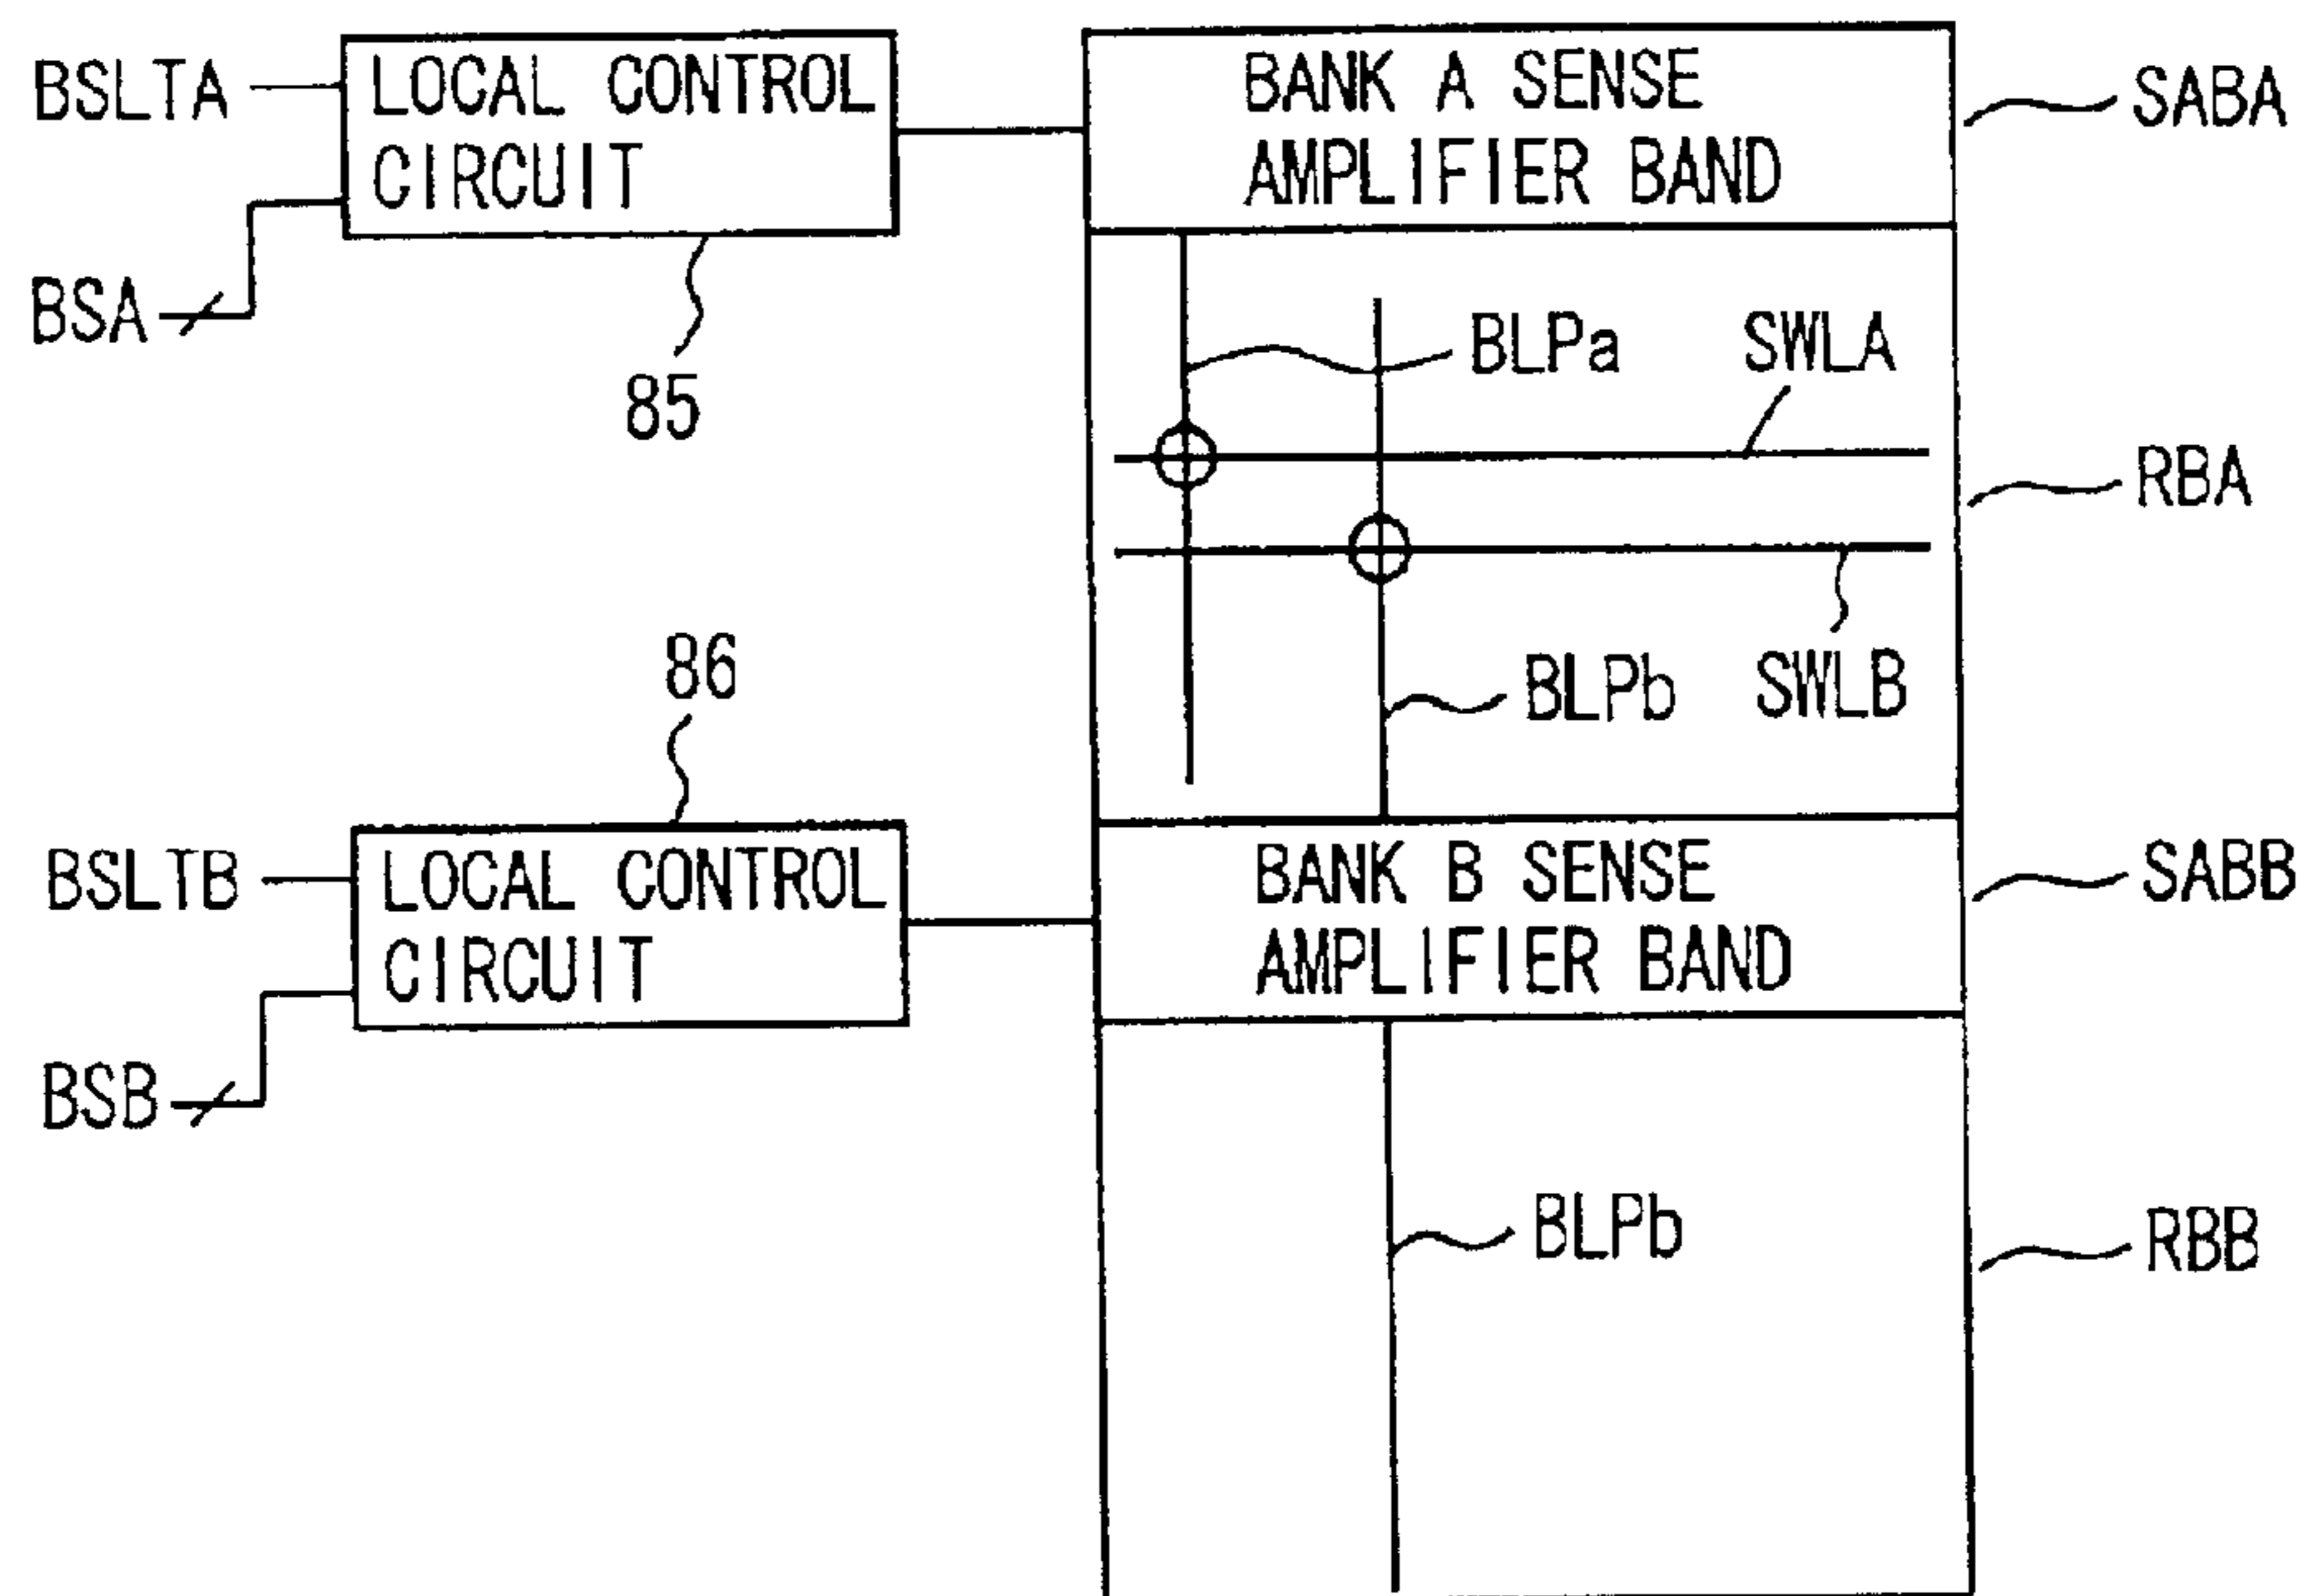 BSLTA
LOCAL CONTROL
CIRCUIT
BSA
85
BANK A SENSE
AMPLIFIER BAND
SABA
BLPa
SWLA
RBA
BLPb
SWLB
86
BSLTB
LOCAL CONTROL
CIRCUIT
BSB
BANK B SENSE
AMPLIFIER BAND
SABB
BLPb
RBB